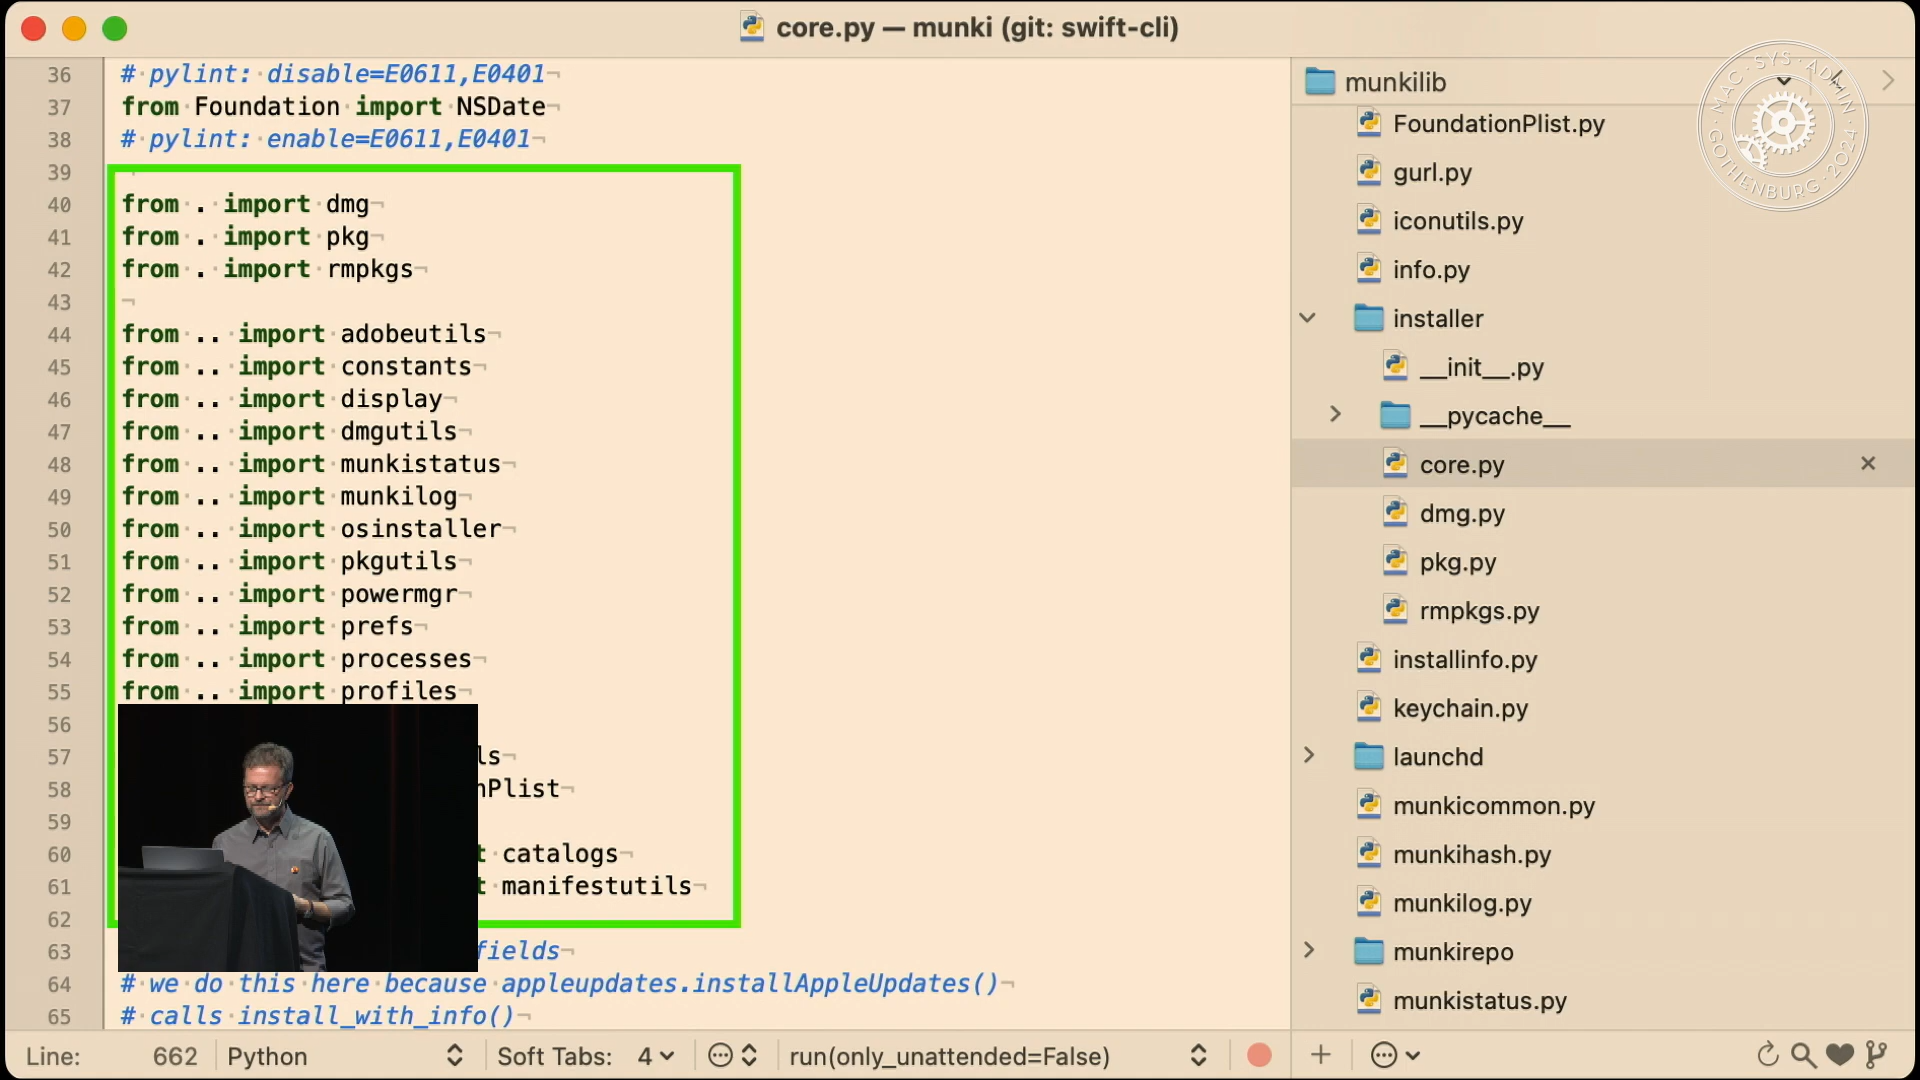 core.py — munki (git: swift-cli)
36 # pylint: disable=E0611,E0401¬
37 from Foundation import NSDate¬
38 # pylint: enable=E0611,E0401¬
39
40 from . import dmg¬
41 from . import pkg¬
42 from . import rmpkgs¬
43 ¬
44 from .. import adobeutils¬
45 from .. import constants¬
46 from .. import display¬
47 from .. import dmgutils¬
48 from .. import munkistatus¬
49 from .. import munkilog¬
50 from .. import osinstaller¬
51 from .. import pkgutils¬
52 from .. import powermgr¬
53 from .. import prefs¬
54 from .. import processes¬
55 from .. import profiles¬
56
57 ls¬
58 nPlist¬
59
60 t catalogs¬
61 t manifestutils¬
62
63 fields¬
64 # we do this here because appleupdates.installAppleUpdates()¬
65 # calls install_with_info()¬
Line: 662 Python Soft Tabs: 4 run(only_unattended=False)
munkilib
FoundationPlist.py
gurl.py
iconutils.py
info.py
installer
__init__.py
__pycache__
core.py
dmg.py
pkg.py
rmpkgs.py
installinfo.py
keychain.py
launchd
munkicommon.py
munkihash.py
munkilog.py
munkirepo
munkistatus.py
MAC·SYS·ADMIN
GOTHENBURG·2024